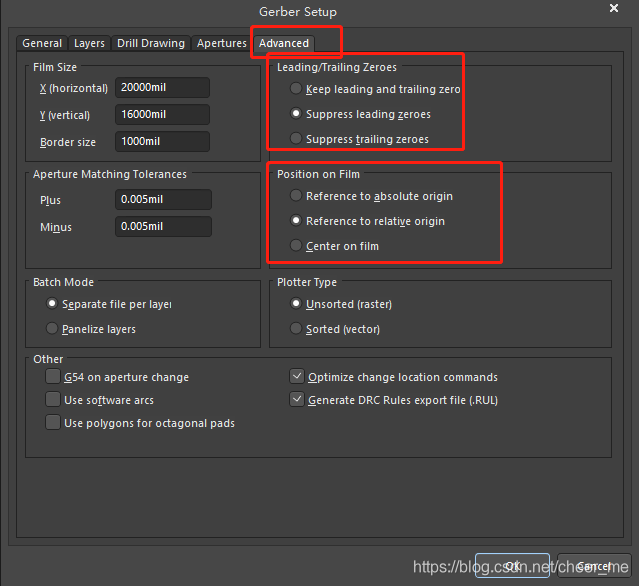 Gerber Setup
General Layers Drill Drawing Apertures Advanced
Film Size
X (horizontal) 20000mil
Y (vertical) 16000mil
Border size 1000mil
Leading/Trailing Zeroes
Keep leading and trailing zero
Suppress leading zeroes
Suppress trailing zeroes
Aperture Matching Tolerances
Plus 0.005mil
Minus 0.005mil
Position on Film
Reference to absolute origin
Reference to relative origin
Center on film
Batch Mode
Separate file per layer
Panelize layers
Plotter Type
Unsorted (raster)
Sorted (vector)
Other
G54 on aperture change
Use software arcs
Use polygons for octagonal pads
Optimize change location commands
Generate DRC Rules export file (.RUL)
OK Cancel
https://blog.csdn.net/cheer_me